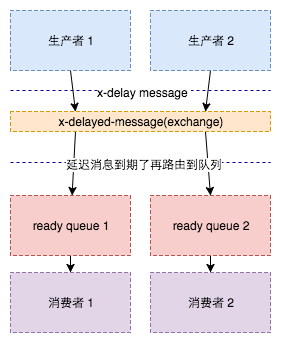 生产者 1
生产者 2
x-delay message
x-delayed-message(exchange)
延迟消息到期了再路由到队列
ready queue 1
ready queue 2
消费者 1
消费者 2